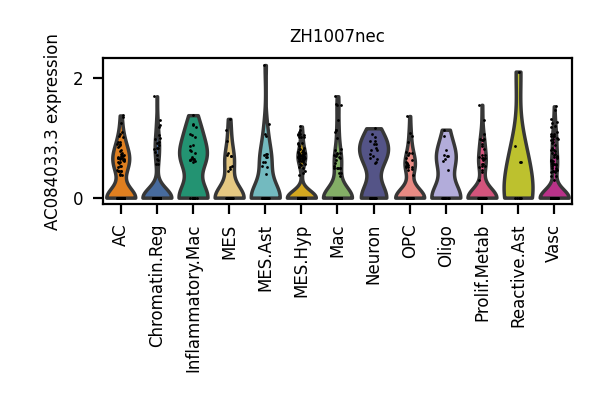 ZH1007nec
AC084033.3 expression
2
0
AC
Chromatin.Reg
Inflammatory.Mac
MES
MES.Ast
MES.Hyp
Mac
Neuron
OPC
Oligo
Prolif.Metab
Reactive.Ast
Vasc